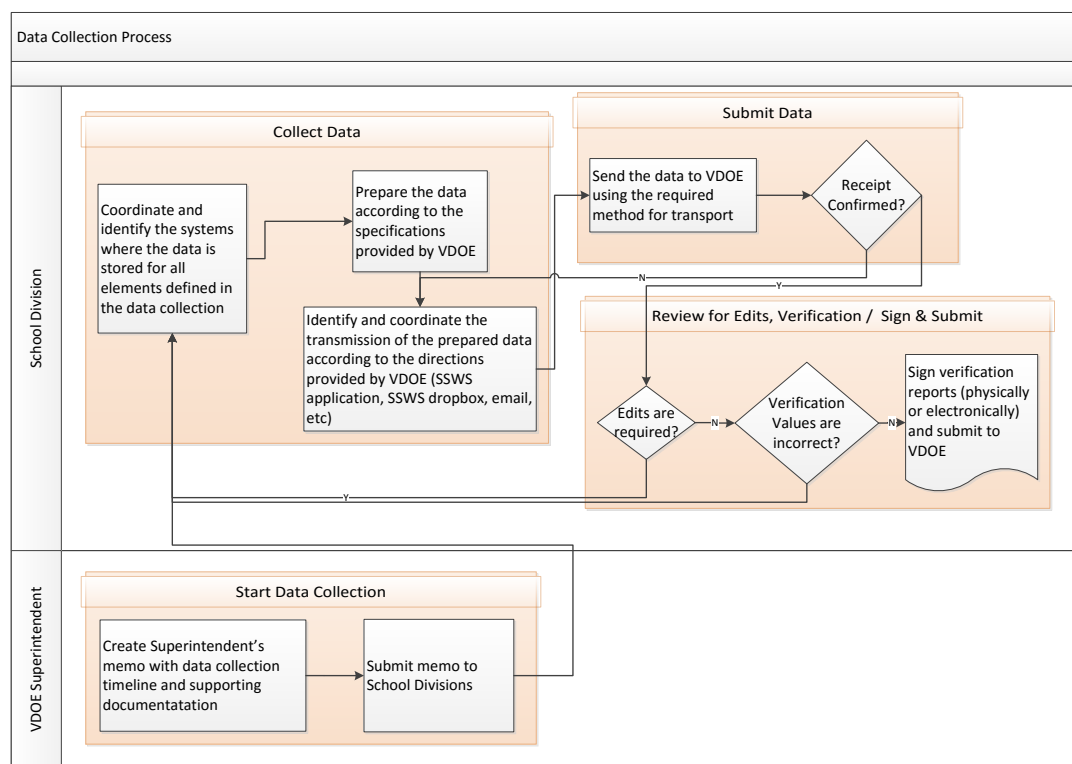 Data Collection Process
School Division
Collect Data
Coordinate and
identify the systems
where the data is
stored for all
elements defined in
the data collection
Prepare the data
according to the
specifications
provided by VDOE
Identify and coordinate the
transmission of the prepared data
according to the directions
provided by VDOE (SSWS
application, SSWS dropbox, email,
etc)
Submit Data
Send the data to VDOE
using the required
method for transport
Receipt
Confirmed?
N
Y
Review for Edits, Verification / Sign & Submit
Edits are
required?
N
Verification
Values are
incorrect?
N
Sign verification
reports (physically
or electronically)
and submit to
VDOE
Y
VDOE Superintendent
Start Data Collection
Create Superintendent's
memo with data collection
timeline and supporting
documentatation
Submit memo to
School Divisions